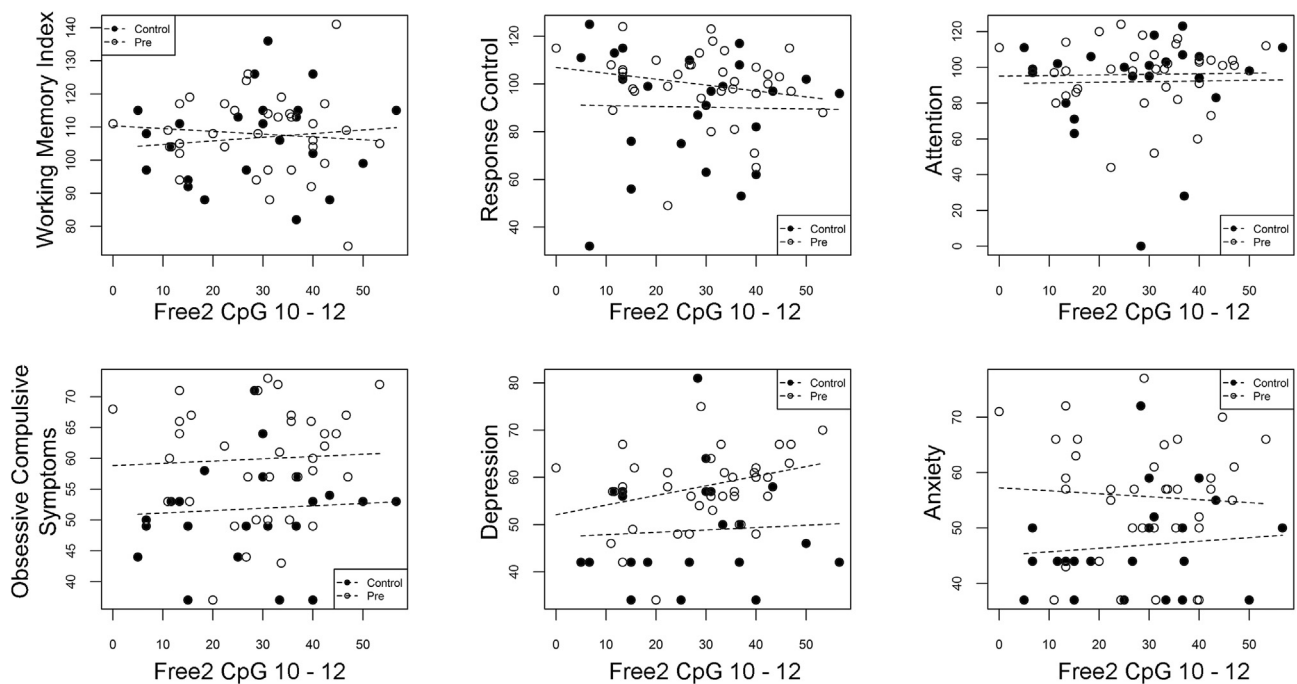 Working Memory Index
140
130
120
110
100
90
80
Control
Pre
0 10 20 30 40 50
Free2 CpG 10 - 12
Response Control
120
100
80
60
40
Control
Pre
0 10 20 30 40 50
Free2 CpG 10 - 12
Attention
120
100
80
60
40
20
0
Control
Pre
0 10 20 30 40 50
Free2 CpG 10 - 12
Obsessive Compulsive
Symptoms
70
65
60
55
50
45
40
Control
Pre
0 10 20 30 40 50
Free2 CpG 10 - 12
Depression
80
70
60
50
40
Control
Pre
0 10 20 30 40 50
Free2 CpG 10 - 12
Anxiety
70
60
50
40
Control
Pre
0 10 20 30 40 50
Free2 CpG 10 - 12